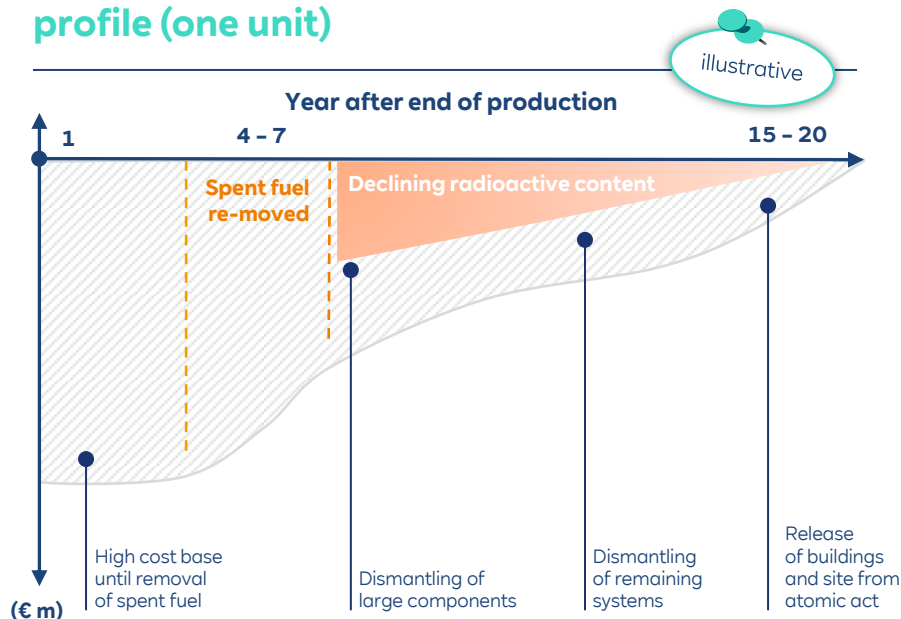 profile (one unit)
illustrative
Year after end of production
1
4 – 7
15 – 20
Spent fuel
re-moved
Declining radioactive content
High cost base
until removal
of spent fuel
Dismantling of
large components
Dismantling
of remaining
systems
Release
of buildings
and site from
atomic act
(€ m)